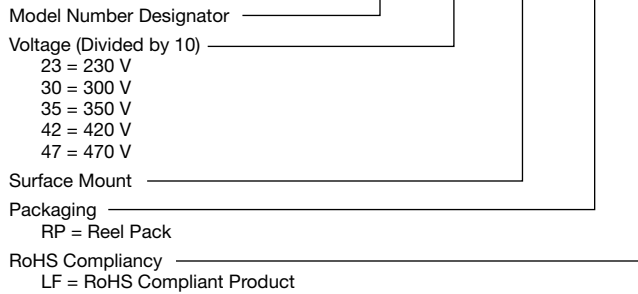 Model Number Designator
Voltage (Divided by 10)
23 = 230 V
30 = 300 V
35 = 350 V
42 = 420 V
47 = 470 V
Surface Mount
Packaging
RP = Reel Pack
RoHS Compliancy
LF = RoHS Compliant Product